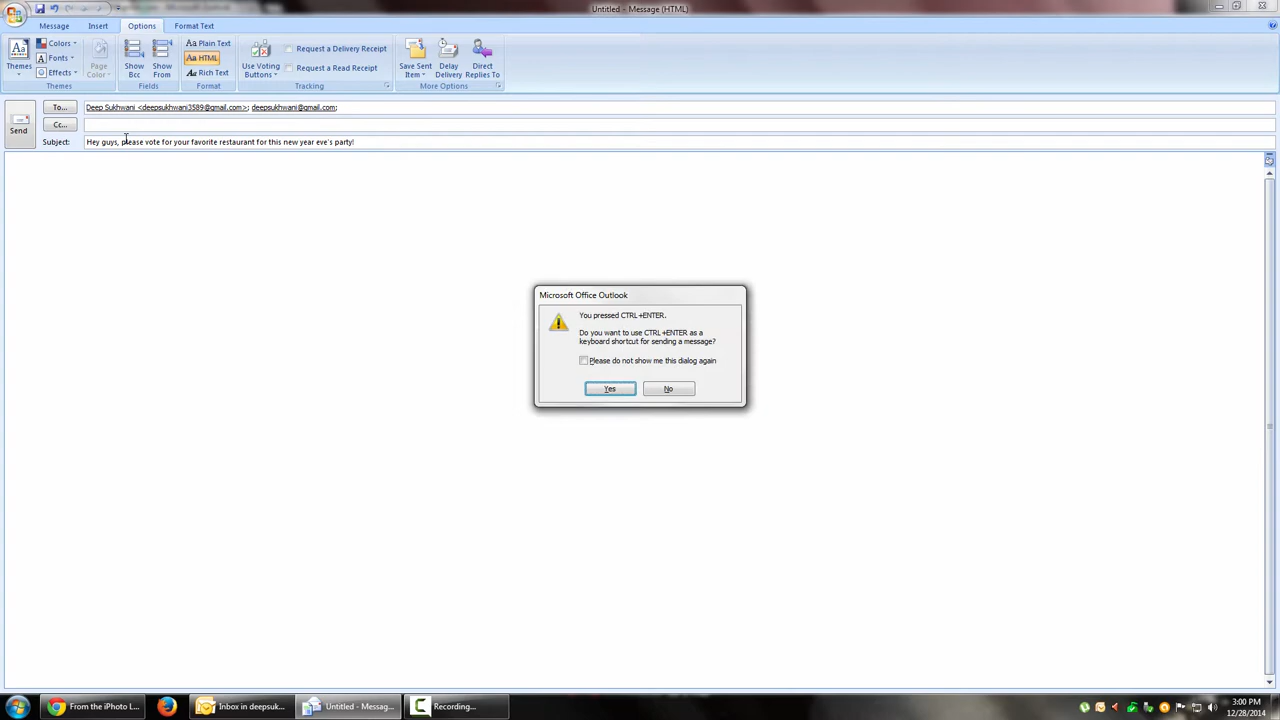 Untitled - Message (HTML)
Message Insert Options Format Text
Themes
Colors
Fonts
Effects
Page Color
Themes
Show Bcc
Show From
Fields
Aa Plain Text
Aa HTML
Aa Rich Text
Format
Use Voting Buttons
Request a Delivery Receipt
Request a Read Receipt
Tracking
Save Sent Item
Delay Delivery
Direct Replies To
More Options
Send
To... Deep Sukhwani <deepsukhwani3589@gmail.com>; deepsukhwani@gmail.com;
Cc...
Subject: Hey guys, please vote for your favorite restaurant for this new year eve's party!
Microsoft Office Outlook
You pressed CTRL+ENTER.
Do you want to use CTRL+ENTER as a
keyboard shortcut for sending a message?
Please do not show me this dialog again
Yes No
From the iPhoto L... Inbox in deepsuk... Untitled - Messag... Recording...
3:00 PM
12/28/2014